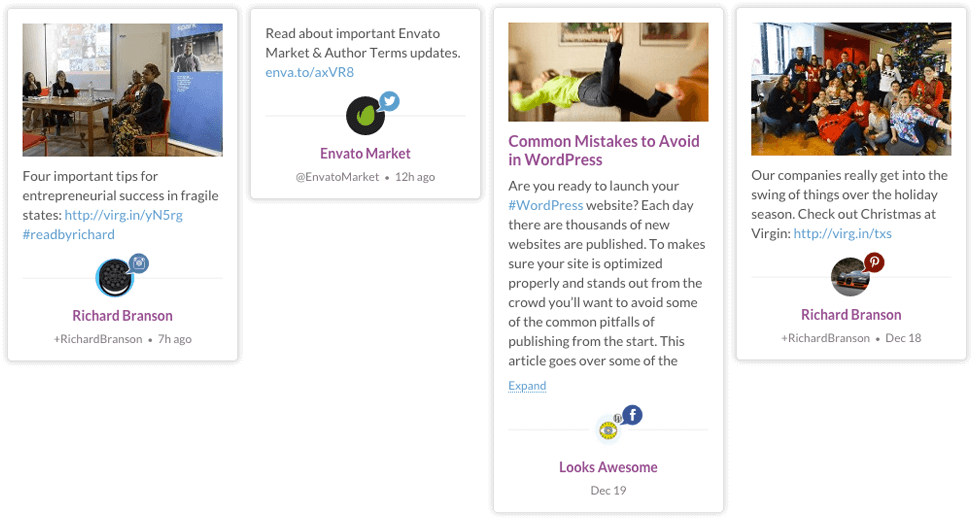 Four important tips for
entrepreneurial success in fragile
states: http://virg.in/yN5rg
#readbyrichard
Richard Branson
+RichardBranson • 7h ago
Read about important Envato
Market & Author Terms updates.
enva.to/axVR8
Envato Market
@EnvatoMarket • 12h ago
Common Mistakes to Avoid
in WordPress
Are you ready to launch your
#WordPress website? Each day
there are thousands of new
websites are published. To makes
sure your site is optimized
properly and stands out from the
crowd you'll want to avoid some
of the common pitfalls of
publishing from the start. This
article goes over some of the
Expand
f
Looks Awesome
Dec 19
Our companies really get into the
swing of things over the holiday
season. Check out Christmas at
Virgin: http://virg.in/txs
Richard Branson
+RichardBranson • Dec 18